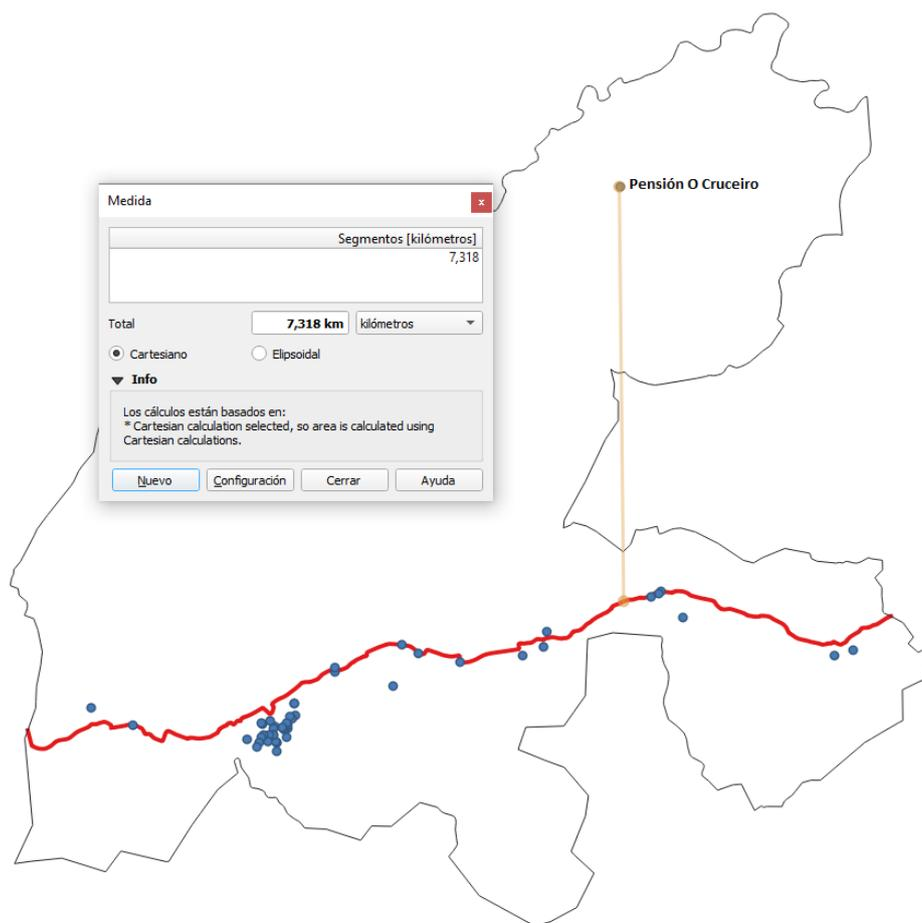 Pensión O Cruceiro
Medida
x
Segmentos [kilómetros]
7,318
Total
7,318 km
kilómetros
Cartesiano
Elipsoidal
Info
Los cálculos están basados en:
* Cartesian calculation selected, so area is calculated using
Cartesian calculations.
Nuevo
Configuración
Cerrar
Ayuda